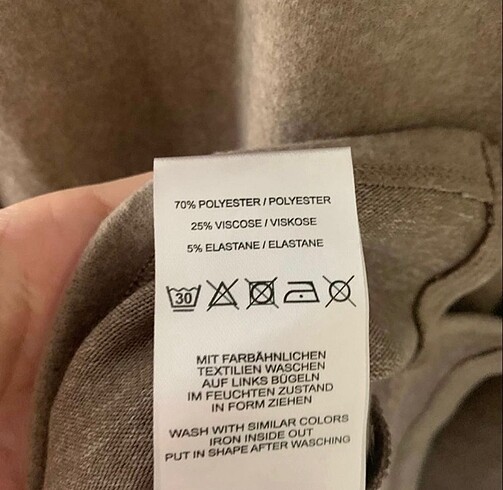 70% POLYESTER / POLYESTER
25% VISCOSE / VISKOSE
5% ELASTANE / ELASTANE
30
MIT FARBÄHNLICHEN
TEXTILIEN WASCHEN
AUF LINKS BÜGELN
IM FEUCHTEN ZUSTAND
IN FORM ZIEHEN
WASH WITH SIMILAR COLORS
IRON INSIDE OUT
PUT IN SHAPE AFTER WASCHING